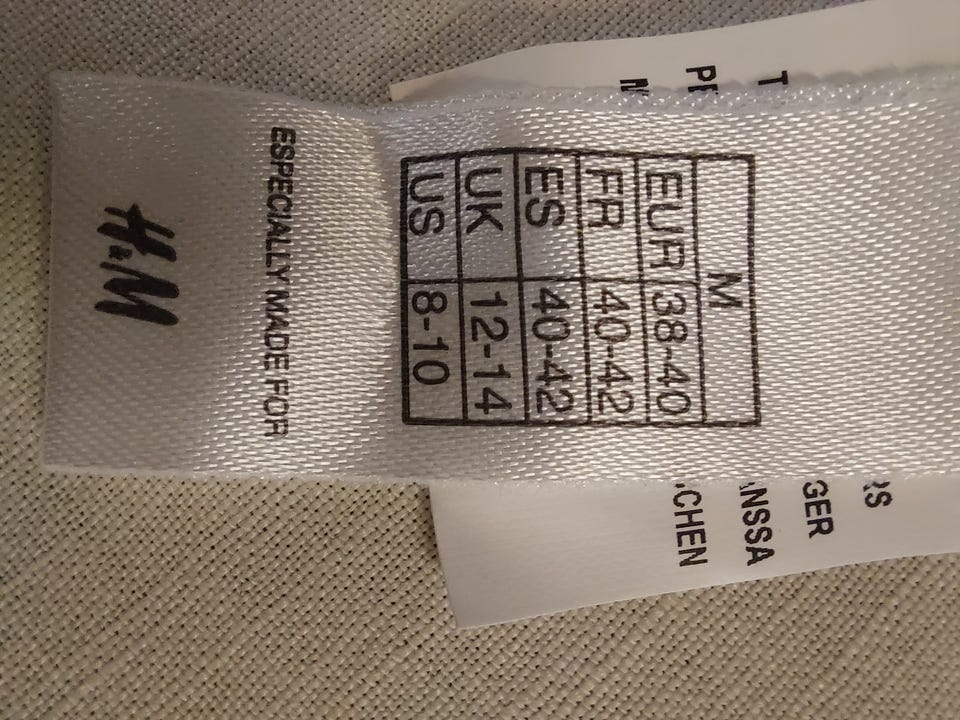 M
EUR 38-40
FR 40-42
ES 40-42
UK 12-14
US 8-10
ESPECIALLY MADE FOR
H&M
T
GER
NSSA
CHEN